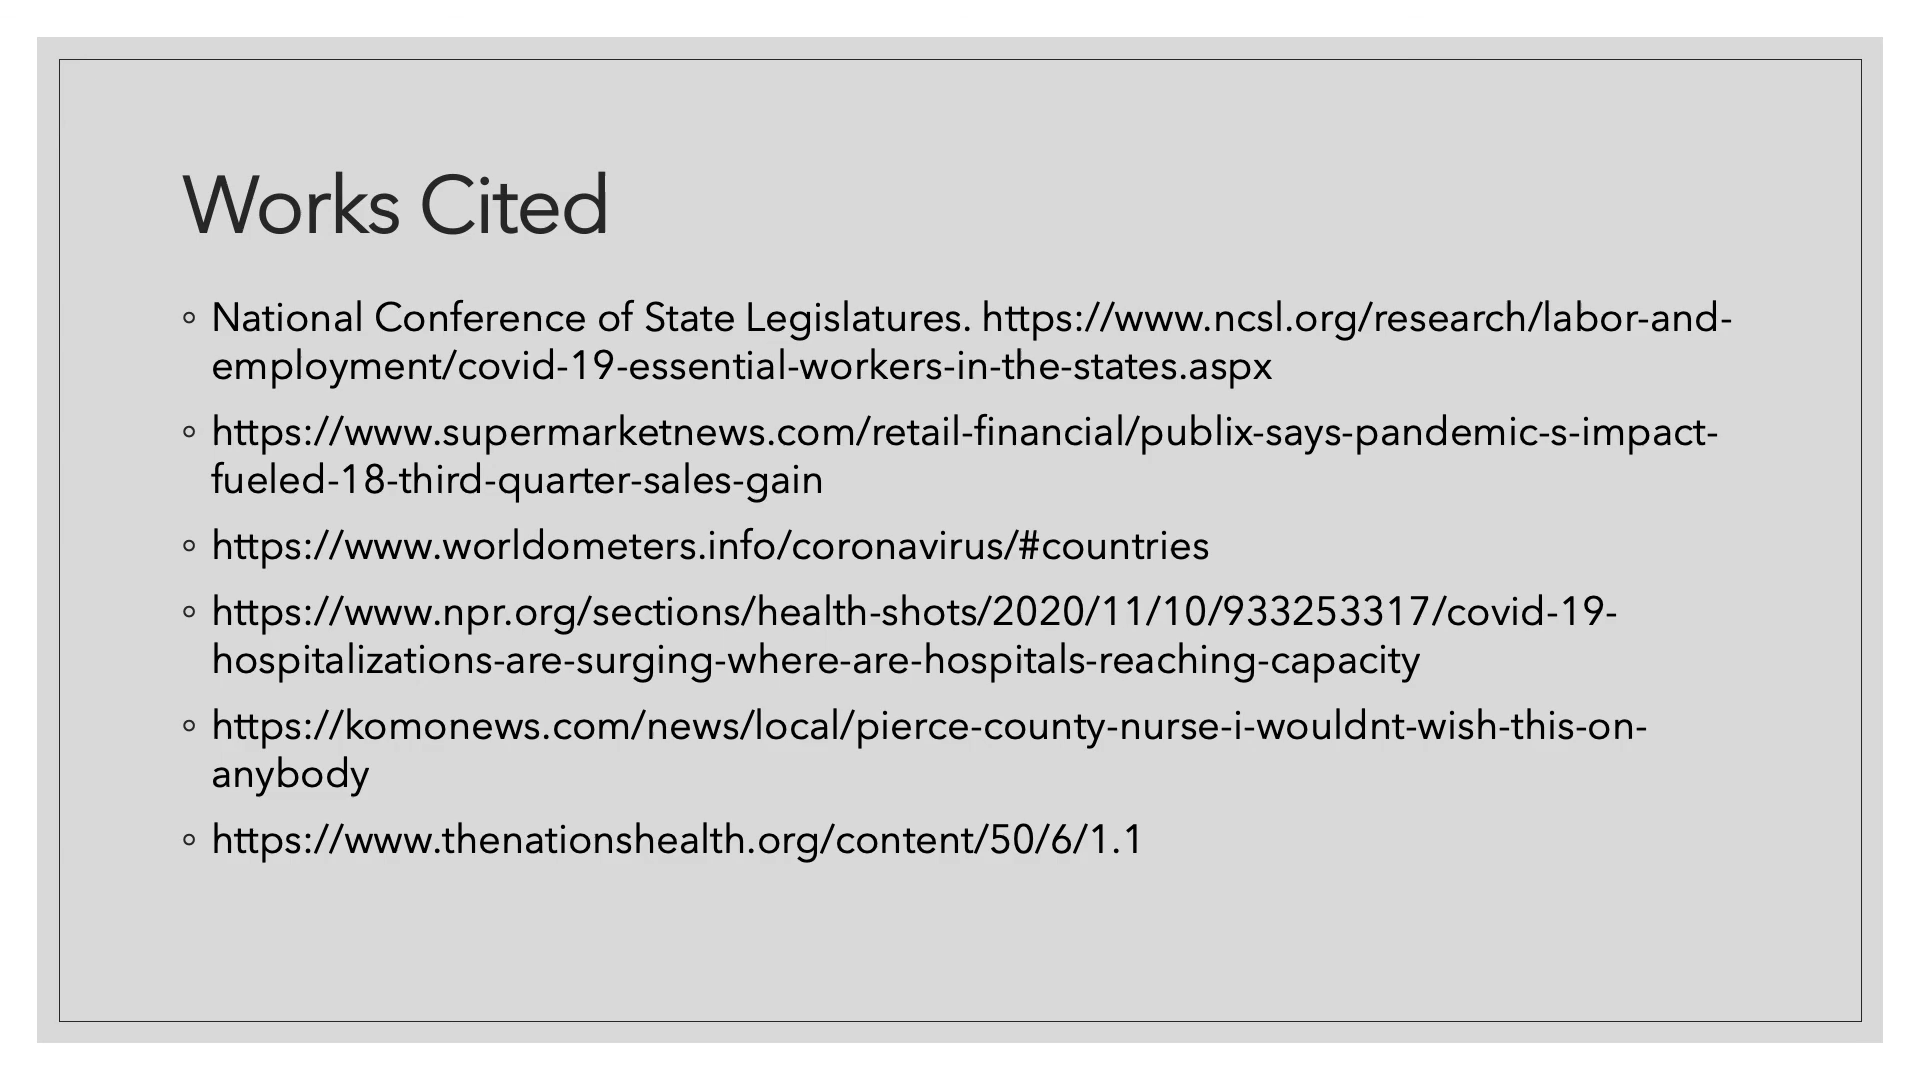 Works Cited
◦ National Conference of State Legislatures. https://www.ncsl.org/research/labor-and-
employment/covid-19-essential-workers-in-the-states.aspx
◦ https://www.supermarketnews.com/retail-financial/publix-says-pandemic-s-impact-
fueled-18-third-quarter-sales-gain
◦ https://www.worldometers.info/coronavirus/#countries
◦ https://www.npr.org/sections/health-shots/2020/11/10/933253317/covid-19-
hospitalizations-are-surging-where-are-hospitals-reaching-capacity
◦ https://komonews.com/news/local/pierce-county-nurse-i-wouldnt-wish-this-on-
anybody
◦ https://www.thenationshealth.org/content/50/6/1.1